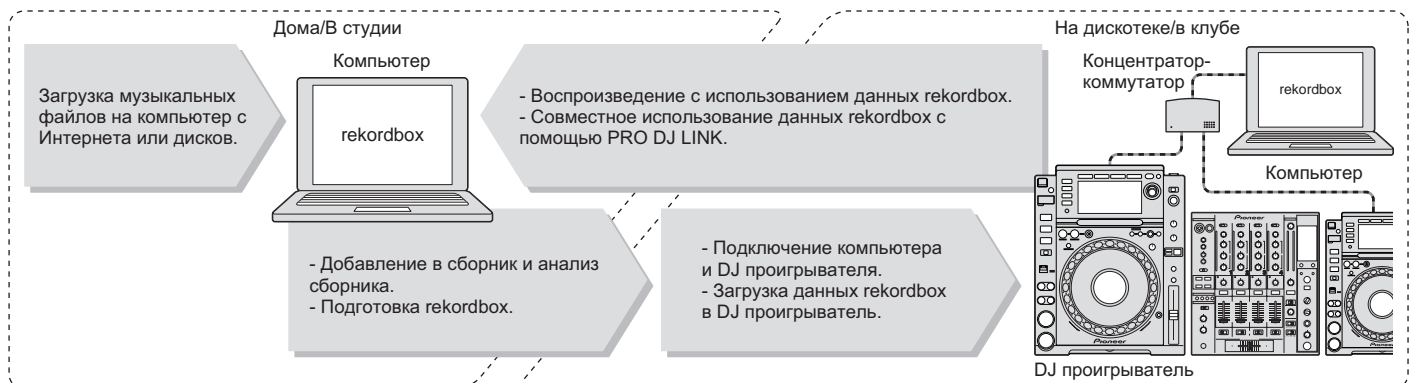 Дома/В студии
На дискотеке/в клубе
Загрузка музыкальных
файлов на компьютер с
Интернета или дисков.
Компьютер
rekordbox
- Воспроизведение с использованием данных rekordbox.
- Совместное использование данных rekordbox с
помощью PRO DJ LINK.
Концентратор-
коммутатор
rekordbox
Компьютер
- Добавление в сборник и анализ
сборника.
- Подготовка rekordbox.
- Подключение компьютера
и DJ проигрывателя.
- Загрузка данных rekordbox
в DJ проигрыватель.
Pioneer
Pioneer
Pioneer
DJ проигрыватель